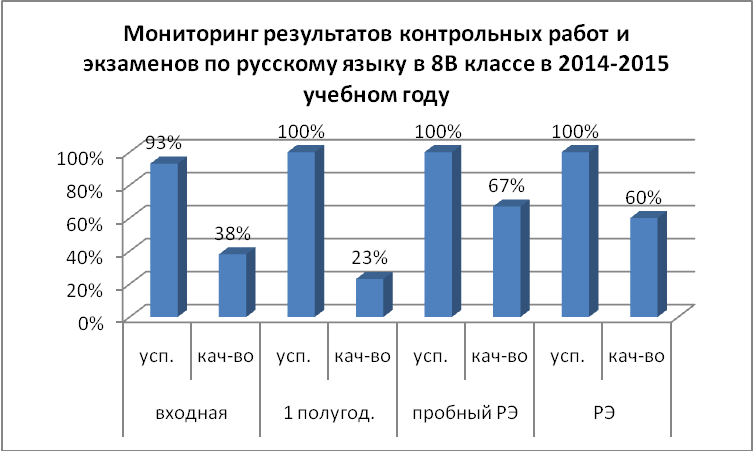 Мониторинг результатов контрольных работ и
экзаменов по русскому языку в 8В классе в 2014-2015
учебном году
93% 100% 100% 100%
67%
60%
38%
23%
100%
80%
60%
40%
20%
0%
усп. кач-во усп. кач-во усп. кач-во усп. кач-во
входная 1 полугод. пробный РЭ РЭ